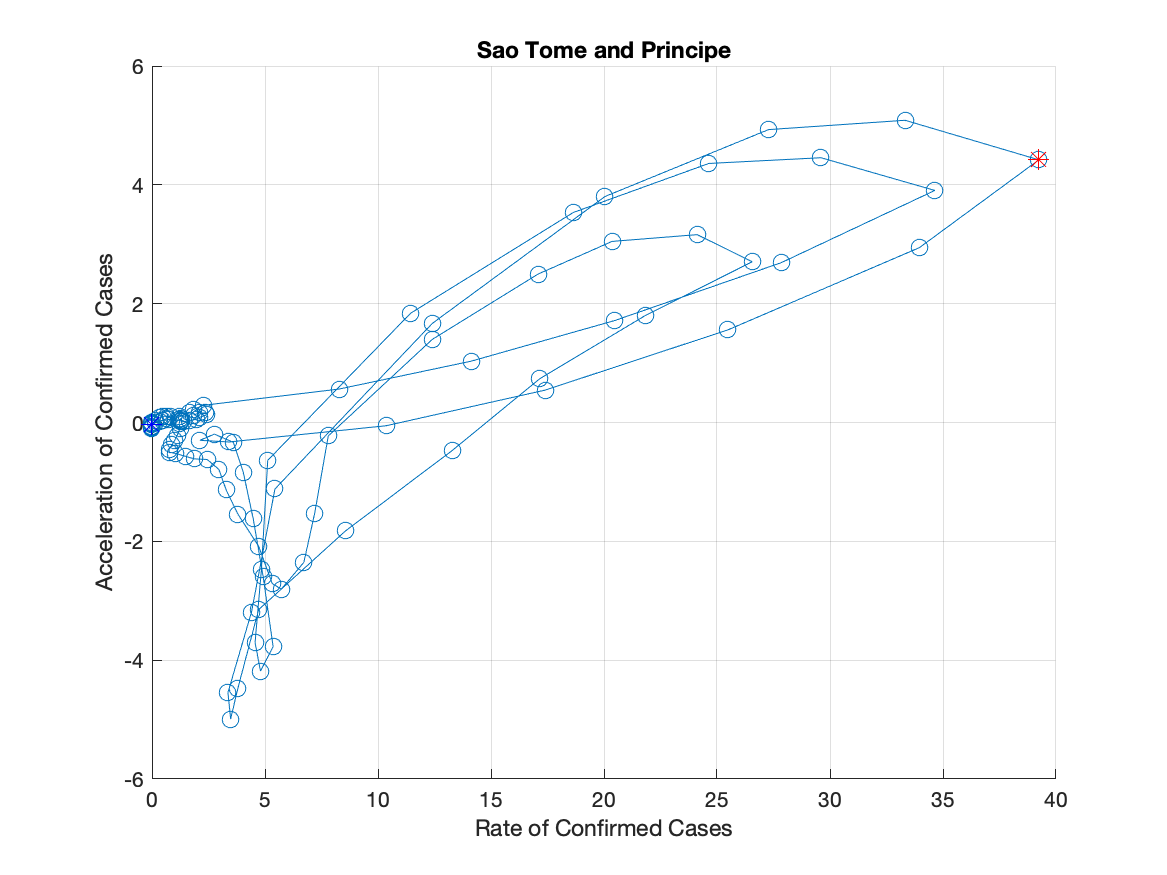 Sao Tome and Principe
6
4
2
0
-2
-4
-6
Acceleration of Confirmed Cases
0 5 10 15 20 25 30 35 40
Rate of Confirmed Cases